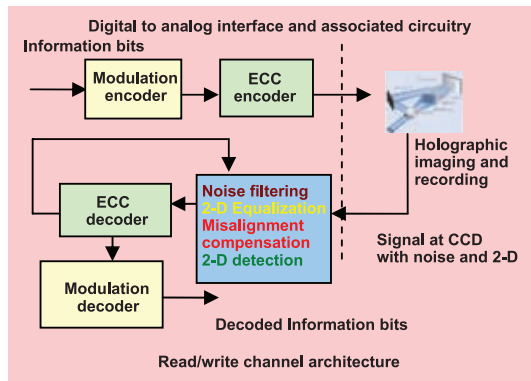 Digital to analog interface and associated circuitry
Information bits
Modulation
encoder
ECC
encoder
Holographic
imaging and
recording
Noise filtering
2-D Equalization
Misalignment
compensation
2-D detection
ECC
decoder
Signal at CCD
with noise and 2-D
Modulation
decoder
Decoded Information bits
Read/write channel architecture